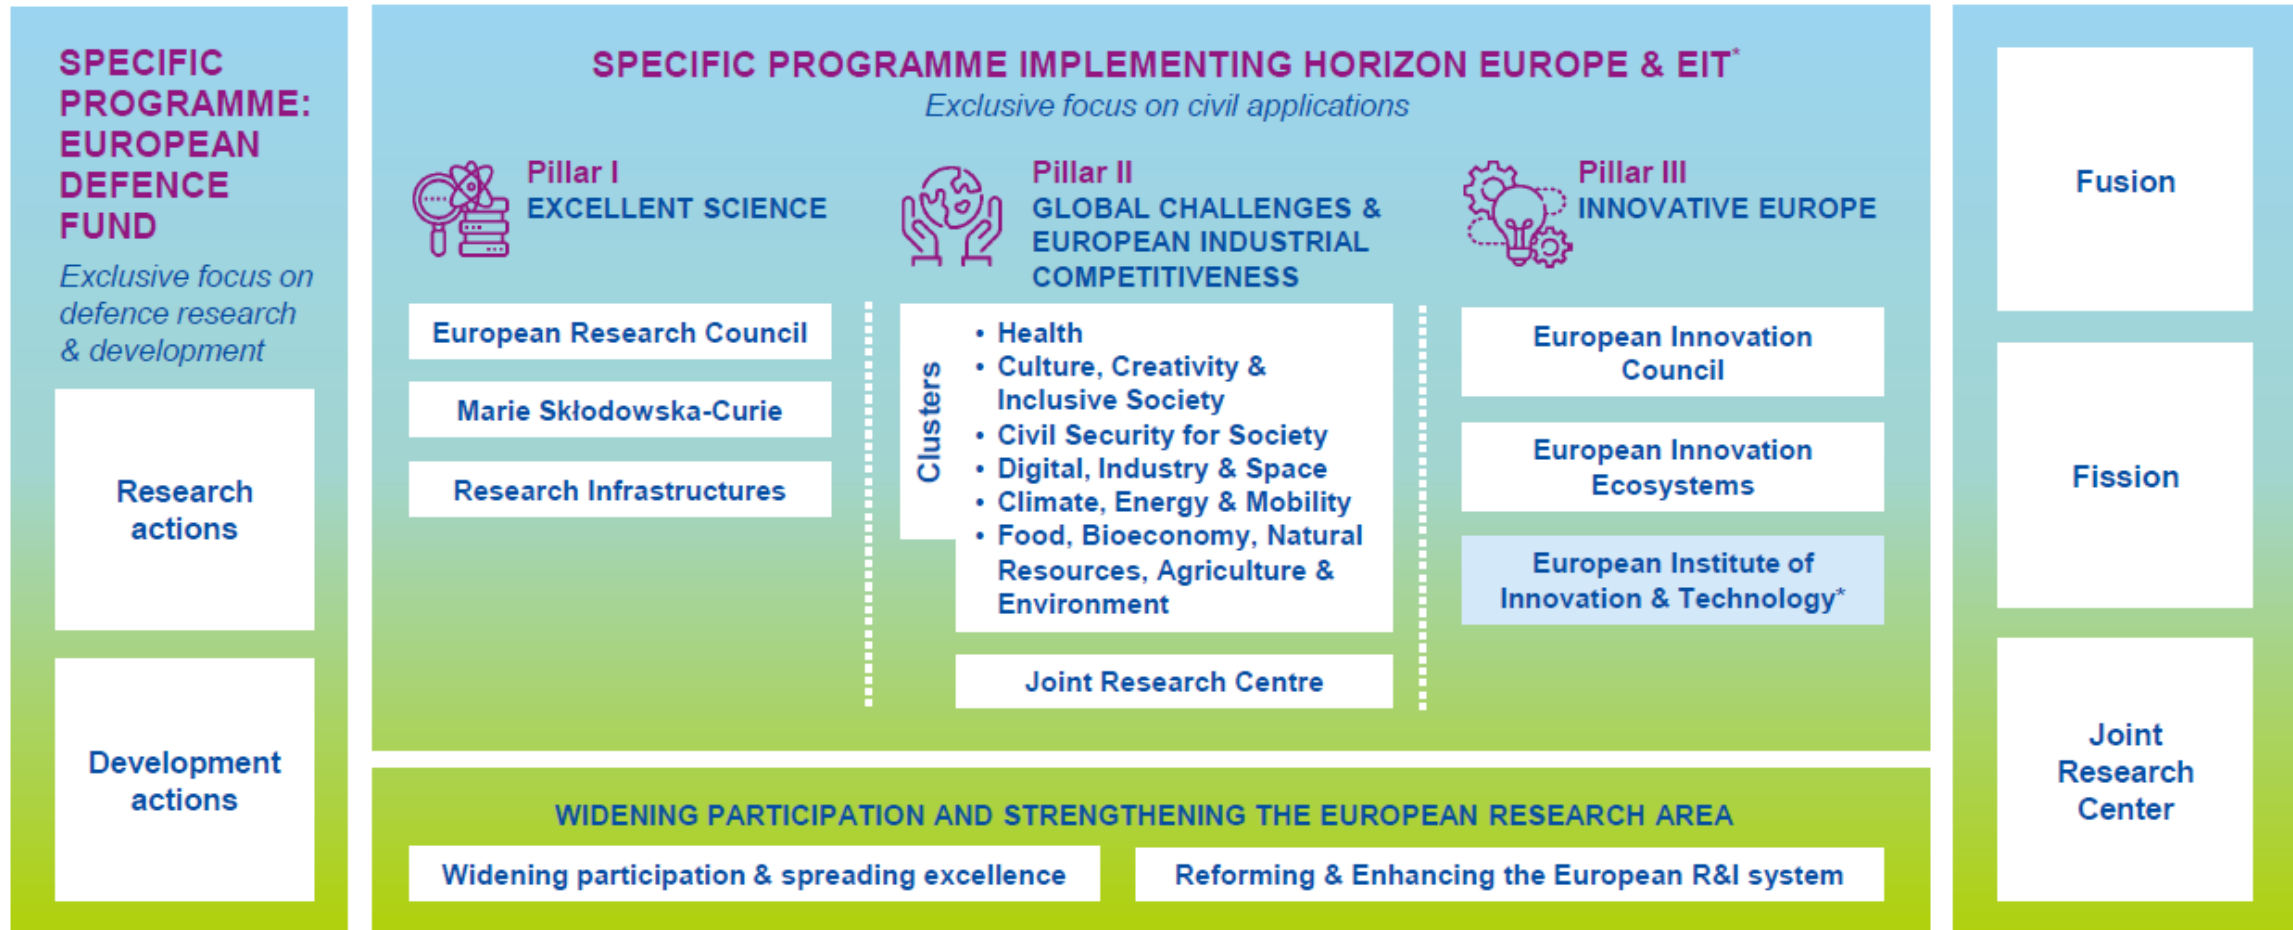 SPECIFIC
PROGRAMME:
EUROPEAN
DEFENCE
FUND
Exclusive focus on
defence research
& development
Research
actions
Development
actions
SPECIFIC PROGRAMME IMPLEMENTING HORIZON EUROPE & EIT*
Exclusive focus on civil applications
Pillar I
EXCELLENT SCIENCE
European Research Council
Marie Skłodowska-Curie
Research Infrastructures
Pillar II
GLOBAL CHALLENGES &
EUROPEAN INDUSTRIAL
COMPETITIVENESS
Clusters
• Health
• Culture, Creativity &
Inclusive Society
• Civil Security for Society
• Digital, Industry & Space
• Climate, Energy & Mobility
• Food, Bioeconomy, Natural
Resources, Agriculture &
Environment
Joint Research Centre
Pillar III
INNOVATIVE EUROPE
European Innovation
Council
European Innovation
Ecosystems
European Institute of
Innovation & Technology*
WIDENING PARTICIPATION AND STRENGTHENING THE EUROPEAN RESEARCH AREA
Widening participation & spreading excellence
Reforming & Enhancing the European R&I system
Fusion
Fission
Joint
Research
Center